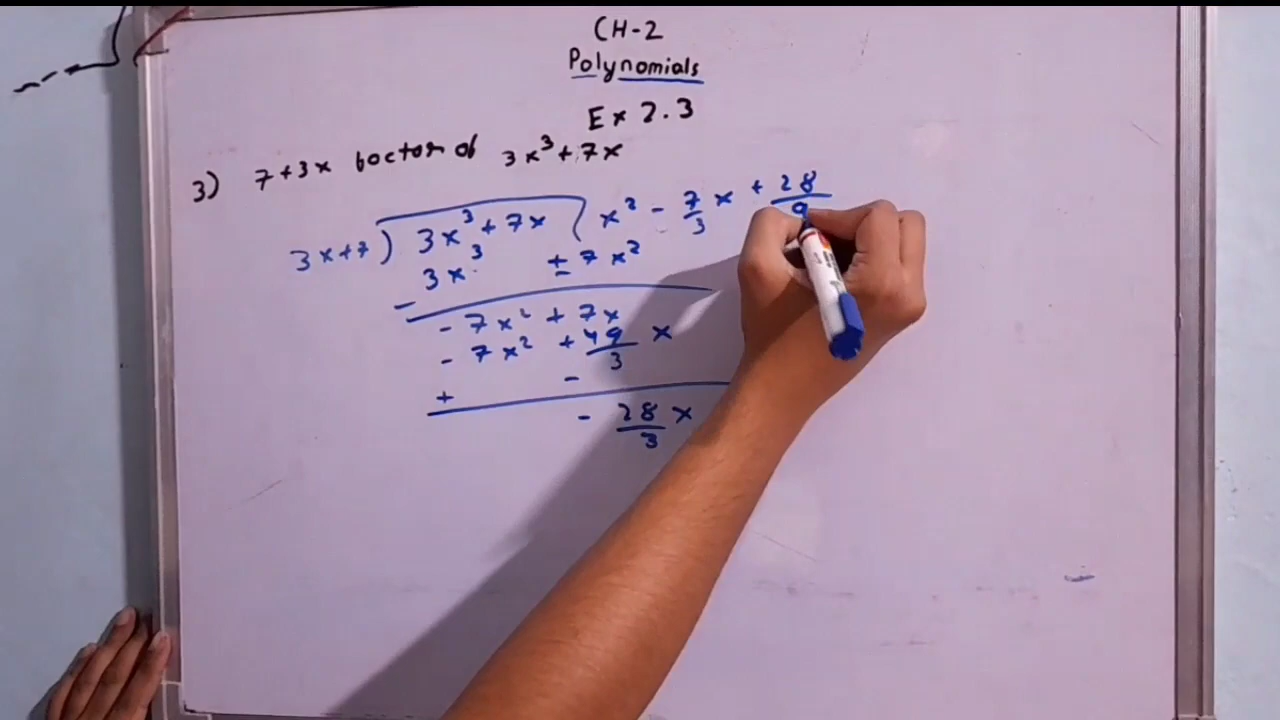 CH-2
Polynomials
Ex 2.3
3) 7+3x foctor of 3x³+7x
3x+7) 3x³+7x ( x² - 7/3 x + 28/9
3x³ ± 7x²
-
- 7x² + 7x
- 7x² + 49/3 x
+ -
- 28/3 x